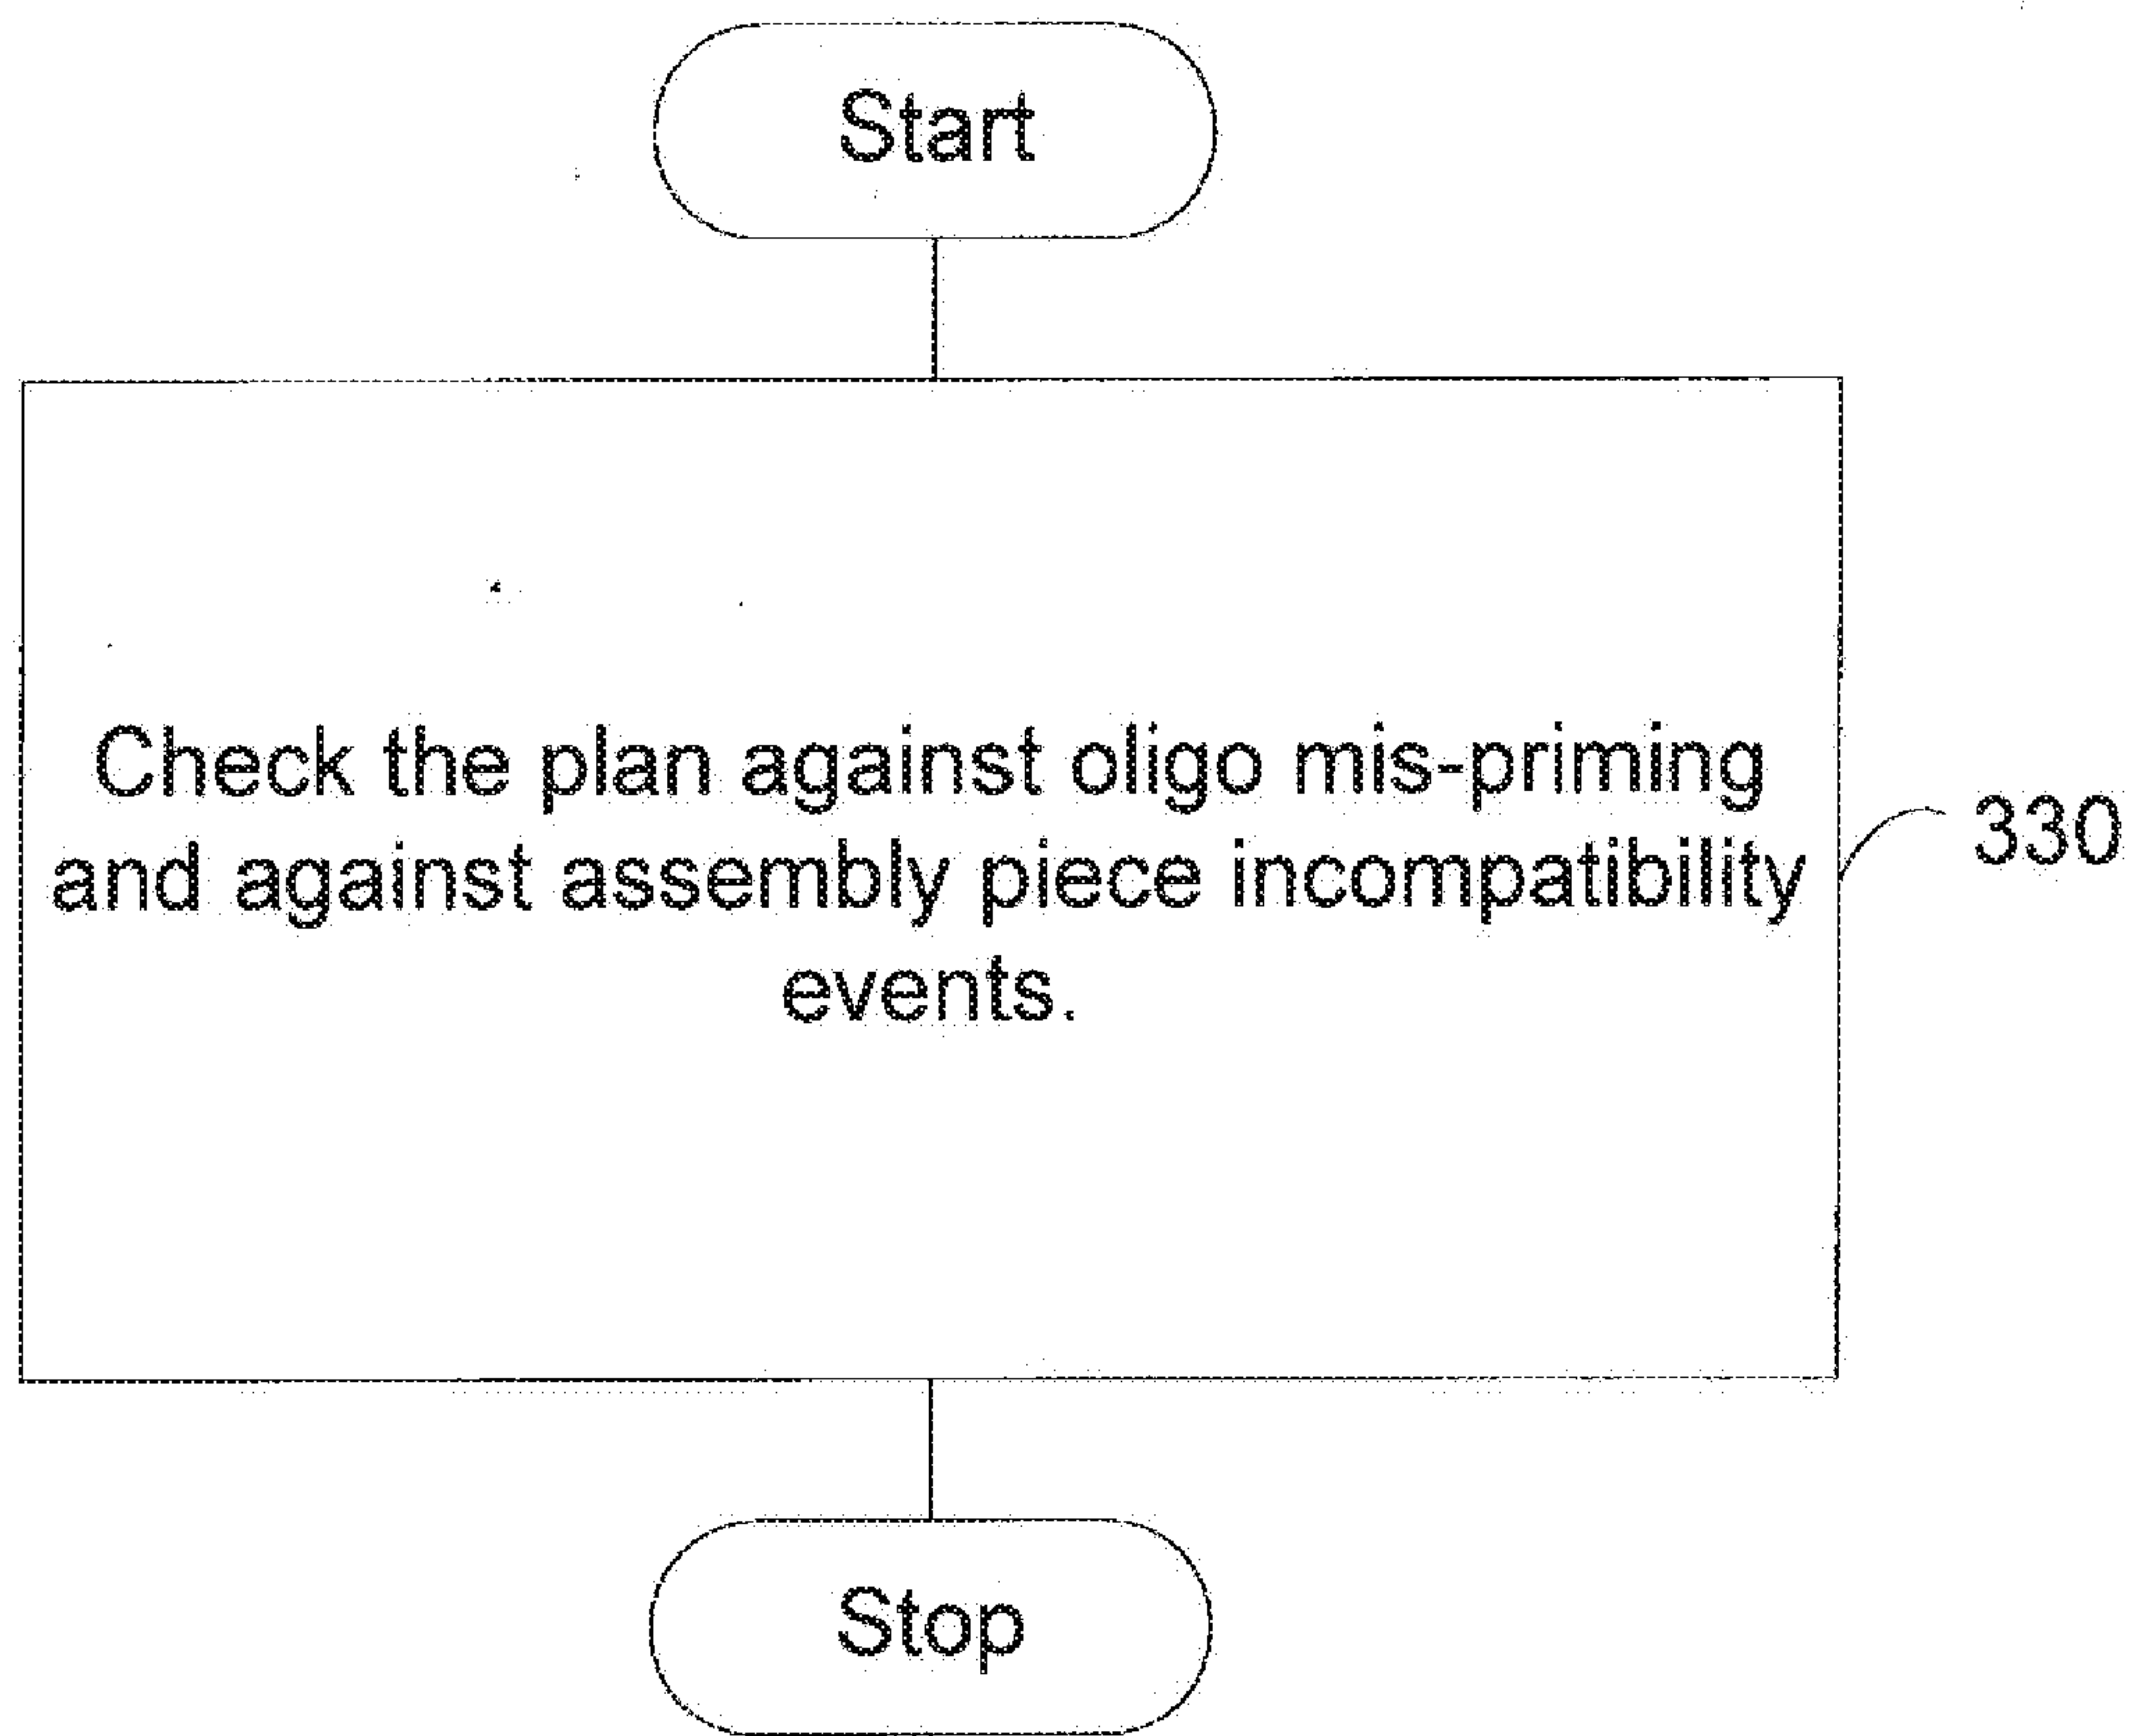 Start
Check the plan against oligo mis-priming
and against assembly piece incompatibility
events.
330
Stop